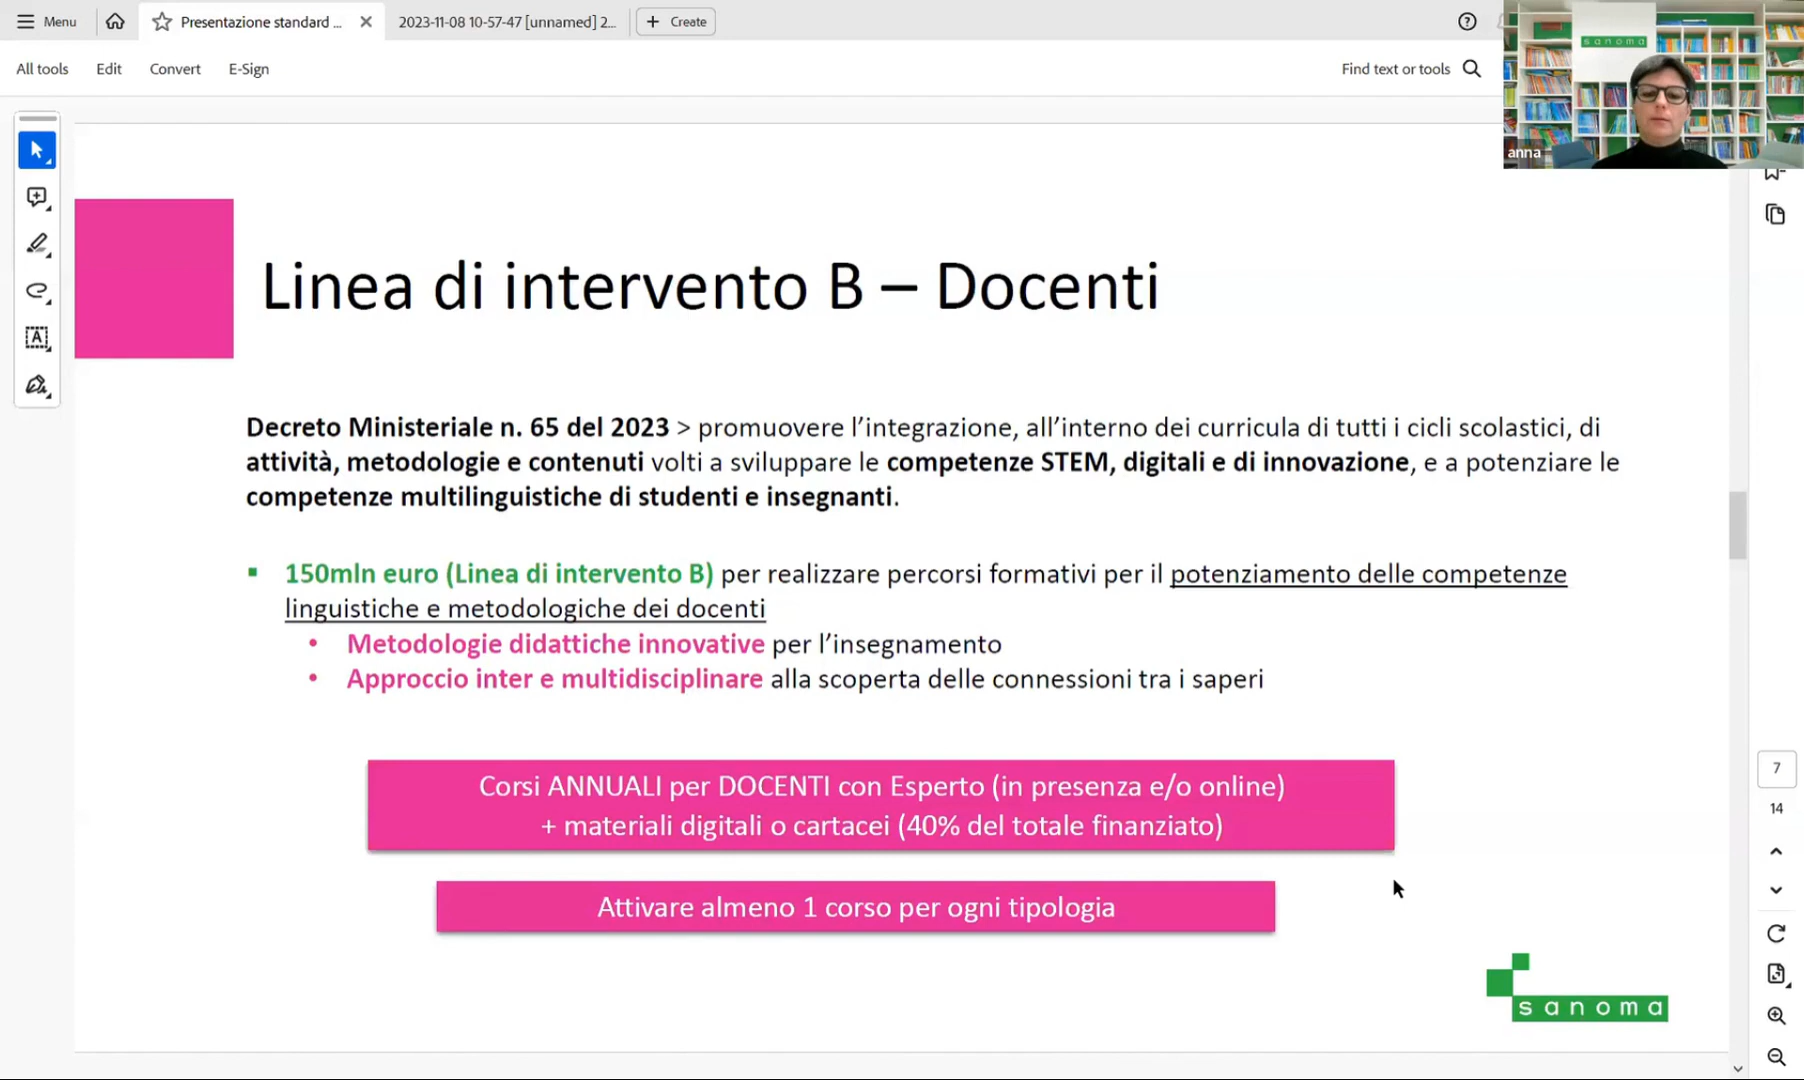 Menu
Presentazione standard ...
2023-11-08 10-57-47 [unnamed] 2...
Create
All tools
Edit
Convert
E-Sign
Find text or tools
sanoma
anna
Linea di intervento B – Docenti
Decreto Ministeriale n. 65 del 2023 > promuovere l’integrazione, all’interno dei curricula di tutti i cicli scolastici, di
attività, metodologie e contenuti volti a sviluppare le competenze STEM, digitali e di innovazione, e a potenziare le
competenze multilinguistiche di studenti e insegnanti.
150mln euro (Linea di intervento B) per realizzare percorsi formativi per il potenziamento delle competenze
linguistiche e metodologiche dei docenti
• Metodologie didattiche innovative per l’insegnamento
• Approccio inter e multidisciplinare alla scoperta delle connessioni tra i saperi
Corsi ANNUALI per DOCENTI con Esperto (in presenza e/o online)
+ materiali digitali o cartacei (40% del totale finanziato)
Attivare almeno 1 corso per ogni tipologia
7
14
sanoma